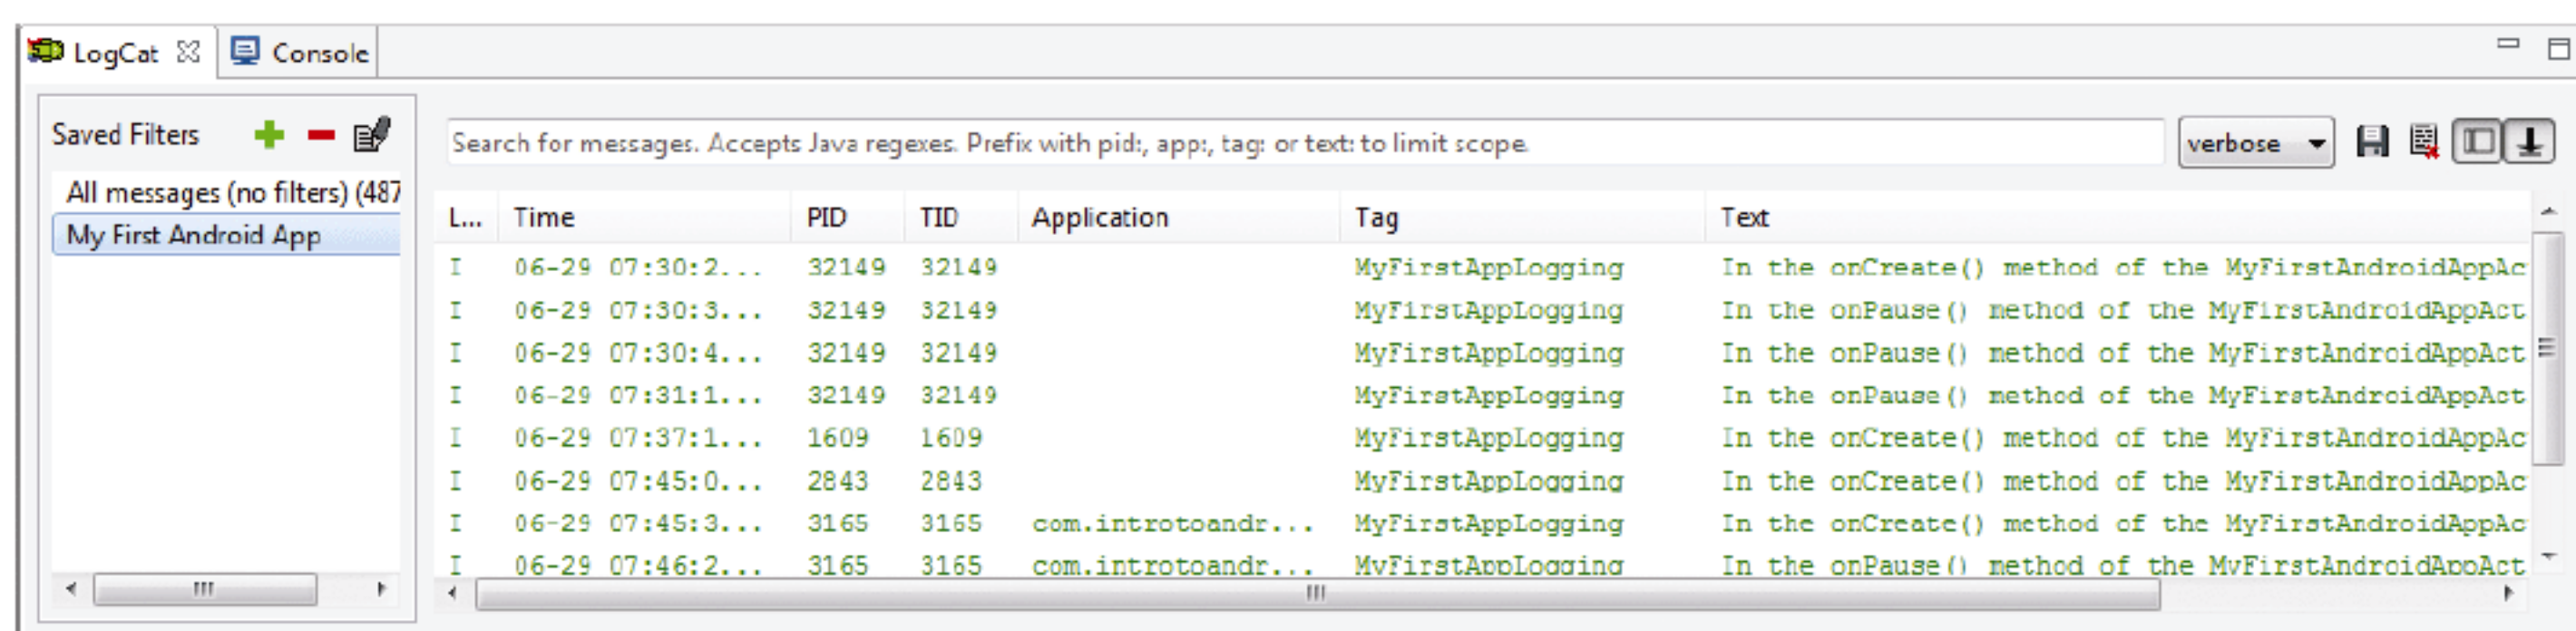 LogCat Console
Saved Filters
All messages (no filters) (487
My First Android App
Search for messages. Accepts Java regexes. Prefix with pid:, app:, tag: or text: to limit scope.
verbose
L... Time PID TID Application Tag Text
I 06-29 07:30:2... 32149 32149 MyFirstAppLogging In the onCreate() method of the MyFirstAndroidAppAc
I 06-29 07:30:3... 32149 32149 MyFirstAppLogging In the onPause() method of the MyFirstAndroidAppAct
I 06-29 07:30:4... 32149 32149 MyFirstAppLogging In the onPause() method of the MyFirstAndroidAppAct
I 06-29 07:31:1... 32149 32149 MyFirstAppLogging In the onPause() method of the MyFirstAndroidAppAct
I 06-29 07:37:1... 1609 1609 MyFirstAppLogging In the onCreate() method of the MyFirstAndroidAppAc
I 06-29 07:45:0... 2843 2843 MyFirstAppLogging In the onCreate() method of the MyFirstAndroidAppAc
I 06-29 07:45:3... 3165 3165 com.introtoandr... MyFirstAppLogging In the onCreate() method of the MyFirstAndroidAppAc
I 06-29 07:46:2... 3165 3165 com.introtoandr... MyFirstAppLogging In the onPause() method of the MyFirstAndroidAppAct